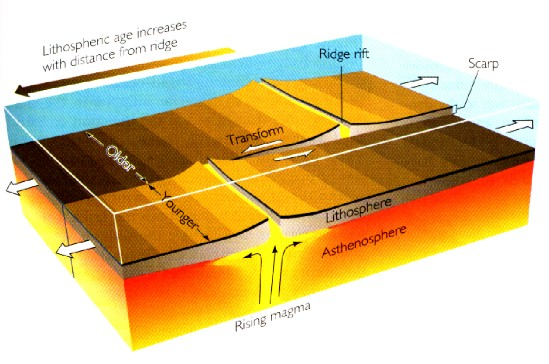 Lithospheric age increases
with distance from ridge
Ridge rift
Scarp
Transform
Older
Younger
Lithosphere
Asthenosphere
Rising magma